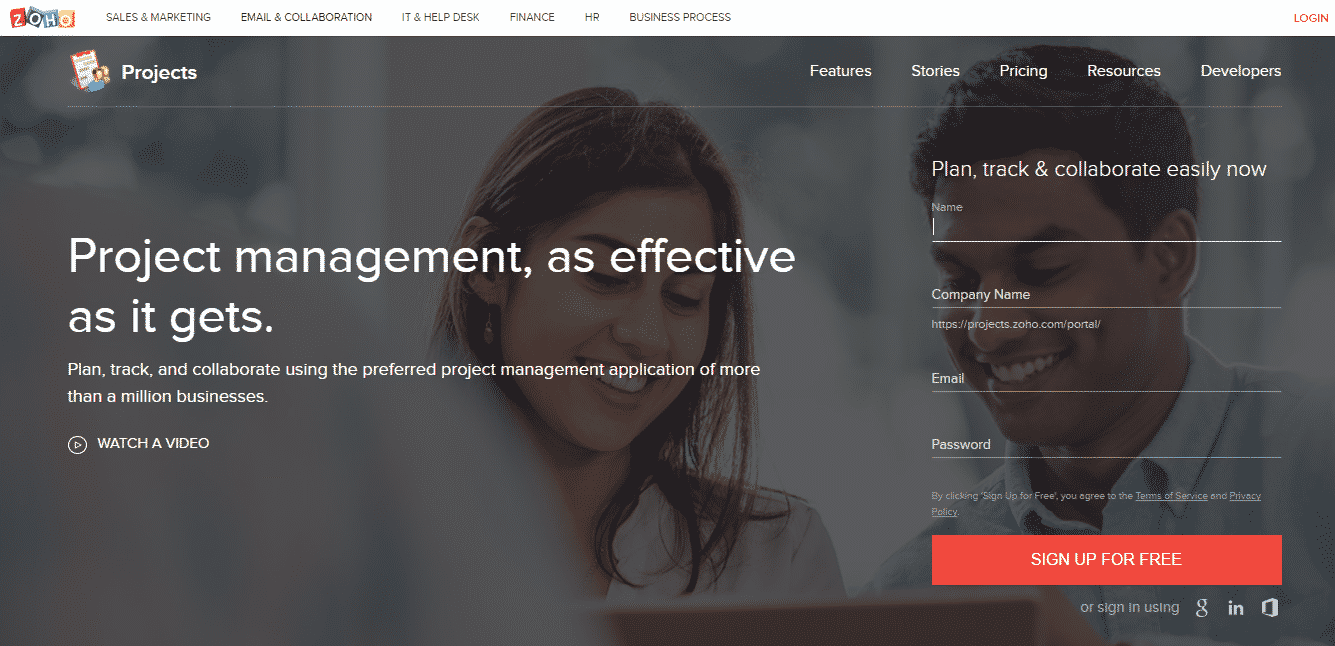 ZOHO SALES & MARKETING EMAIL & COLLABORATION IT & HELP DESK FINANCE HR BUSINESS PROCESS LOGIN
Projects Features Stories Pricing Resources Developers
Project management, as effective
as it gets.
Plan, track, and collaborate using the preferred project management application of more
than a million businesses.
WATCH A VIDEO
Plan, track & collaborate easily now
Name
Company Name
https://projects.zoho.com/portal/
Email
Password
By clicking 'Sign Up for Free', you agree to the Terms of Service and Privacy
Policy.
SIGN UP FOR FREE
or sign in using g in